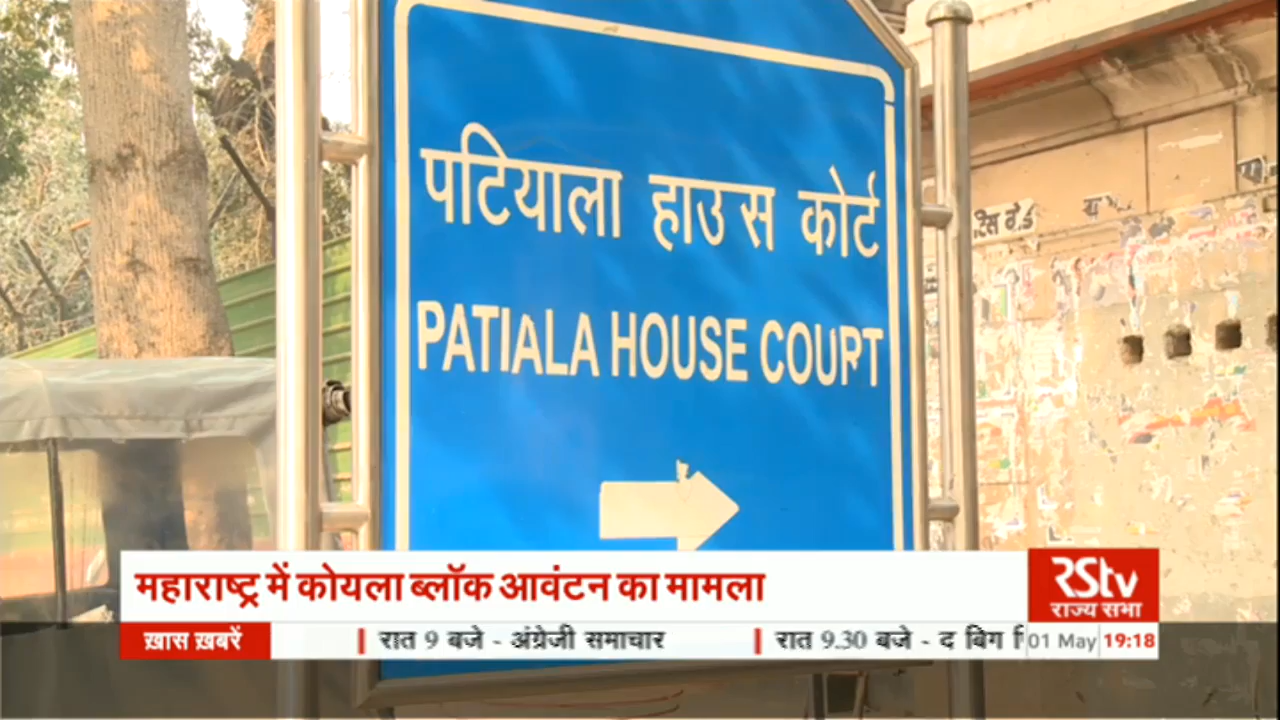 पटियाला हाउस कोर्ट
PATIALA HOUSE COURT
महाराष्ट्र में कोयला ब्लॉक आवंटन का मामला
RStv
राज्य सभा
ख़ास ख़बरें
रात 9 बजे - अंग्रेजी समाचार
रात 9.30 बजे - द बिग
01 May 19:18